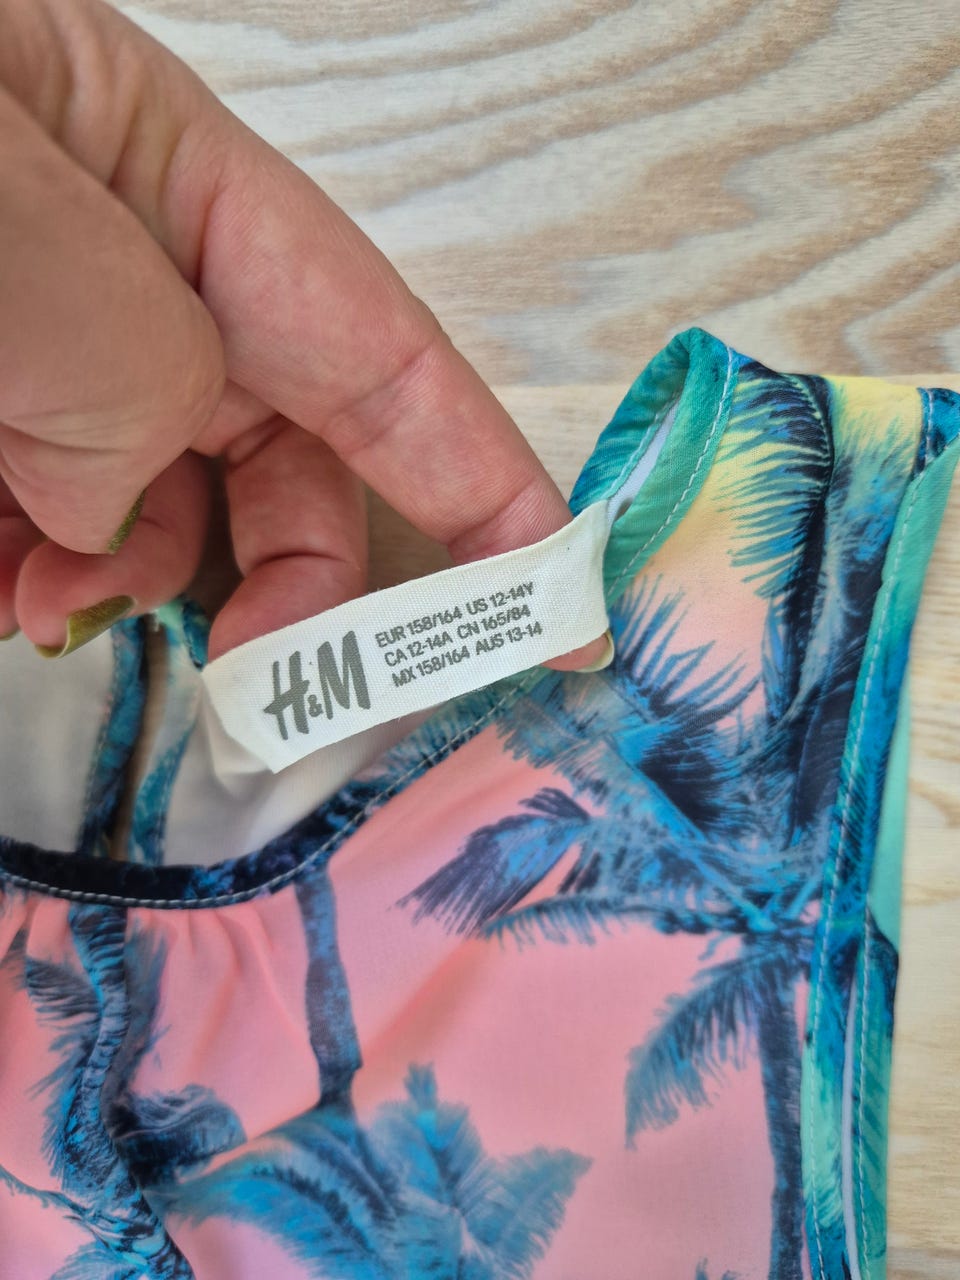 H&M
EUR 158/164 US 12-14Y
CA 12-14A CN 165/84
MX 158/164 AUS 13-14